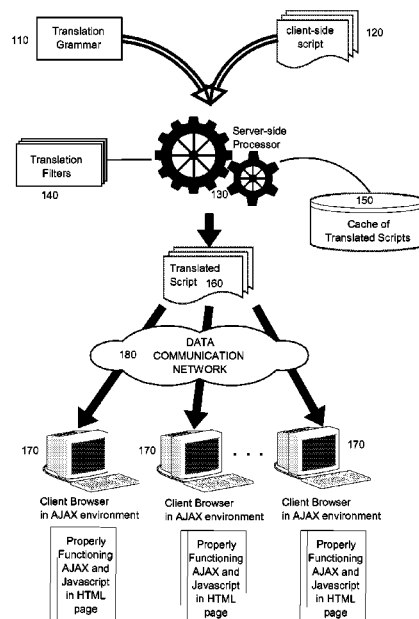 110
Translation
Grammar
client-side
script
120
Server-side
Processor
130
Translation
Filters
140
150
Cache of
Translated Scripts
Translated
Script 160
180
DATA
COMMUNICATION
NETWORK
170
170
. . .
170
Client Browser
in AJAX environment
Client Browser
in AJAX environment
Client Browser
in AJAX environment
Properly
Functioning
AJAX and
Javascript
in HTML
page
Properly
Functioning
AJAX and
Javascript
in HTML
page
Properly
Functioning
AJAX and
Javascript
in HTML
page